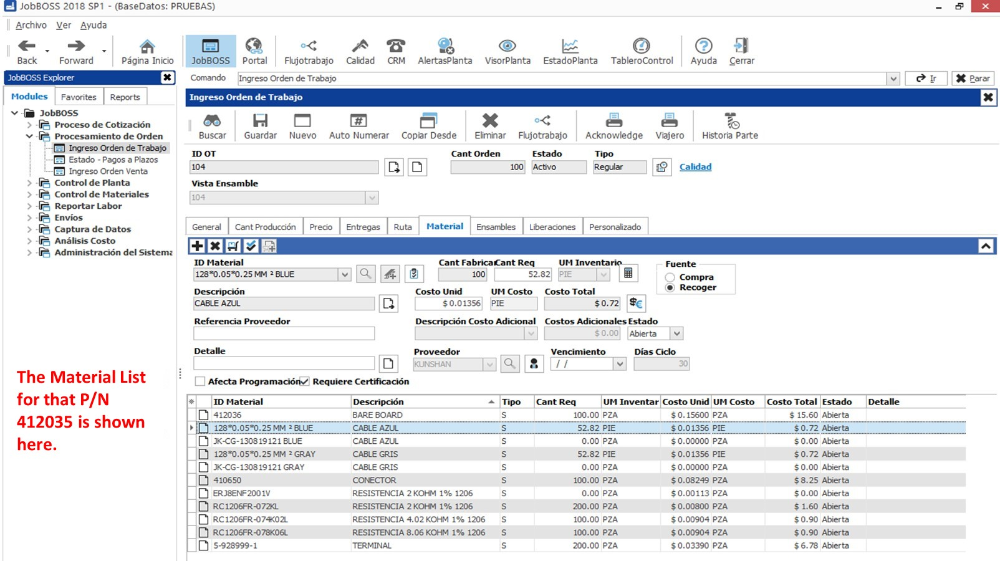 JobBOSS 2018 SP1 - (BaseDatos: PRUEBAS)
Archivo Ver Ayuda
Back Forward Página Inicio JobBOSS Portal Flujotrabajo Calidad CRM AlertasPlanta VisorPlanta EstadoPlanta TableroControl Ayuda Cerrar
JobBOSS Explorer
Modules Favorites Reports
JobBOSS
Proceso de Cotización
Procesamiento de Orden
Ingreso Orden de Trabajo
Estado - Pagos a Plazos
Ingreso Orden Venta
Control de Planta
Control de Materiales
Reportar Labor
Envíos
Captura de Datos
Análisis Costo
Administración del Sistema
The Material List
for that P/N
412035 is shown
here.
Comando Ingreso Orden de Trabajo Ir Parar
Ingreso Orden de Trabajo
Buscar Guardar Nuevo Auto Numerar Copiar Desde Eliminar Flujotrabajo Acknowledge Viajero Historia Parte
ID OT Cant Orden Estado Tipo
104 100 Activo Regular Calidad
Vista Ensamble
104
General Cant Producción Precio Entregas Ruta Material Ensambles Liberaciones Personalizado
ID Material Cant Fabricar Cant Req UM Inventario Fuente
128*0.05*0.25 MM ² BLUE 100 52.82 PIE Compra
Recoger
Descripción Costo Unid UM Costo Costo Total
CABLE AZUL $ 0.01356 PIE $ 0.72
Referencia Proveedor Descripción Costo Adicional Costos Adicionales Estado
$ 0.00 Abierta
Detalle Proveedor Vencimiento Días Ciclo
KUNSHAN / / 30
Afecta Programación Requiere Certificación
ID Material Descripción Tipo Cant Req UM Inventar Costo Unid UM Costo Costo Total Estado Detalle
412036 BARE BOARD S 100.00 PZA $ 0.15600 PZA $ 15.60 Abierta
128*0.05*0.25 MM ² BLUE CABLE AZUL S 52.82 PIE $ 0.01356 PIE $ 0.72 Abierta
JK-CG-130819121 BLUE CABLE AZUL S 0.00 PZA $ 0.00000 PZA $ 0.00 Abierta
128*0.05*0.25 MM ² GRAY CABLE GRIS S 52.82 PIE $ 0.01356 PIE $ 0.72 Abierta
JK-CG-130819121 GRAY CABLE GRIS S 0.00 PZA $ 0.00000 PZA $ 0.00 Abierta
410650 CONECTOR S 100.00 PZA $ 0.08249 PZA $ 8.25 Abierta
ERJ8ENF2001V RESISTENCIA 2 KOHM 1% 1206 S 0.00 PZA $ 0.00113 PZA $ 0.00 Abierta
RC1206FR-072KL RESISTENCIA 2 KOHM 1% 1206 S 200.00 PZA $ 0.00800 PZA $ 1.60 Abierta
RC1206FR-074K02L RESISTENCIA 4.02 KOHM 1% 1206 S 100.00 PZA $ 0.00904 PZA $ 0.90 Abierta
RC1206FR-078K06L RESISTENCIA 8.06 KOHM 1% 1206 S 100.00 PZA $ 0.00904 PZA $ 0.90 Abierta
5-928999-1 TERMINAL S 200.00 PZA $ 0.03390 PZA $ 6.78 Abierta